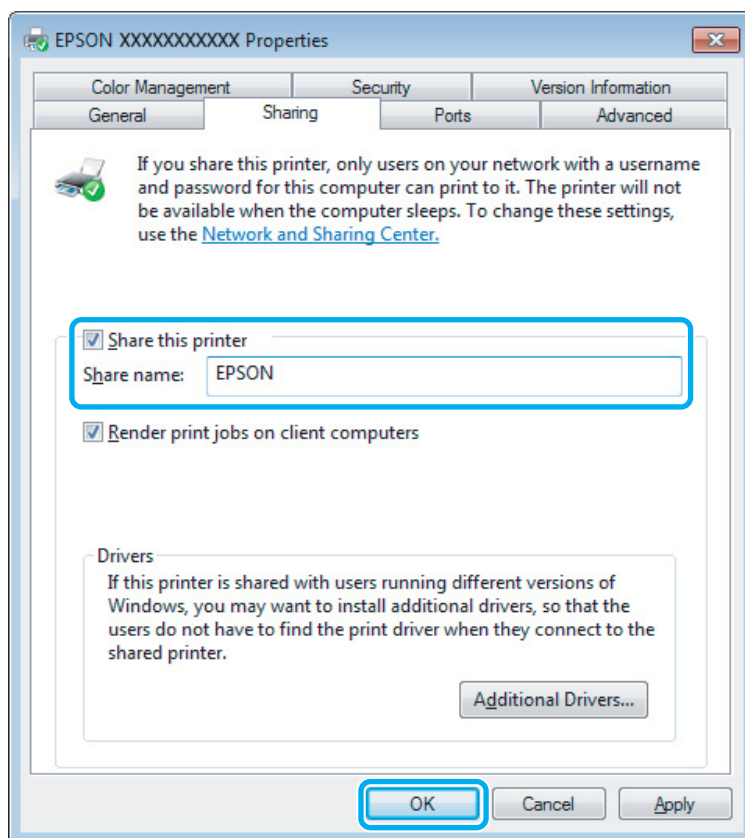 EPSON XXXXXXXXXXX Properties
Color Management Security Version Information
General Sharing Ports Advanced
If you share this printer, only users on your network with a username
and password for this computer can print to it. The printer will not
be available when the computer sleeps. To change these settings,
use the Network and Sharing Center.
Share this printer
Share name: EPSON
Render print jobs on client computers
Drivers
If this printer is shared with users running different versions of
Windows, you may want to install additional drivers, so that the
users do not have to find the print driver when they connect to the
shared printer.
Additional Drivers...
OK Cancel Apply